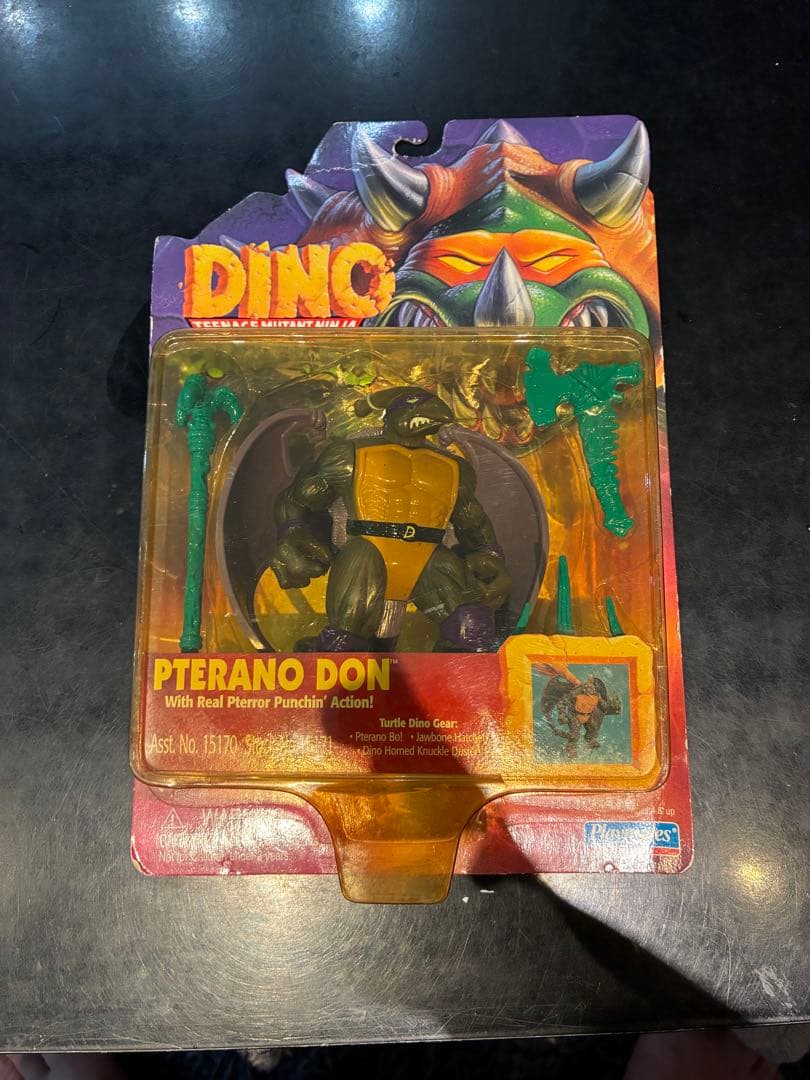 DINO
TEENAGE MUTANT NINJA
PTERANO DON™
With Real Pterror Punchin' Action!
Turtle Dino Gear:
• Pterano Bo! • Jawbone Hatchet
• Dino Horned Knuckle Duster
Asst. No. 15170
D
Playmates®